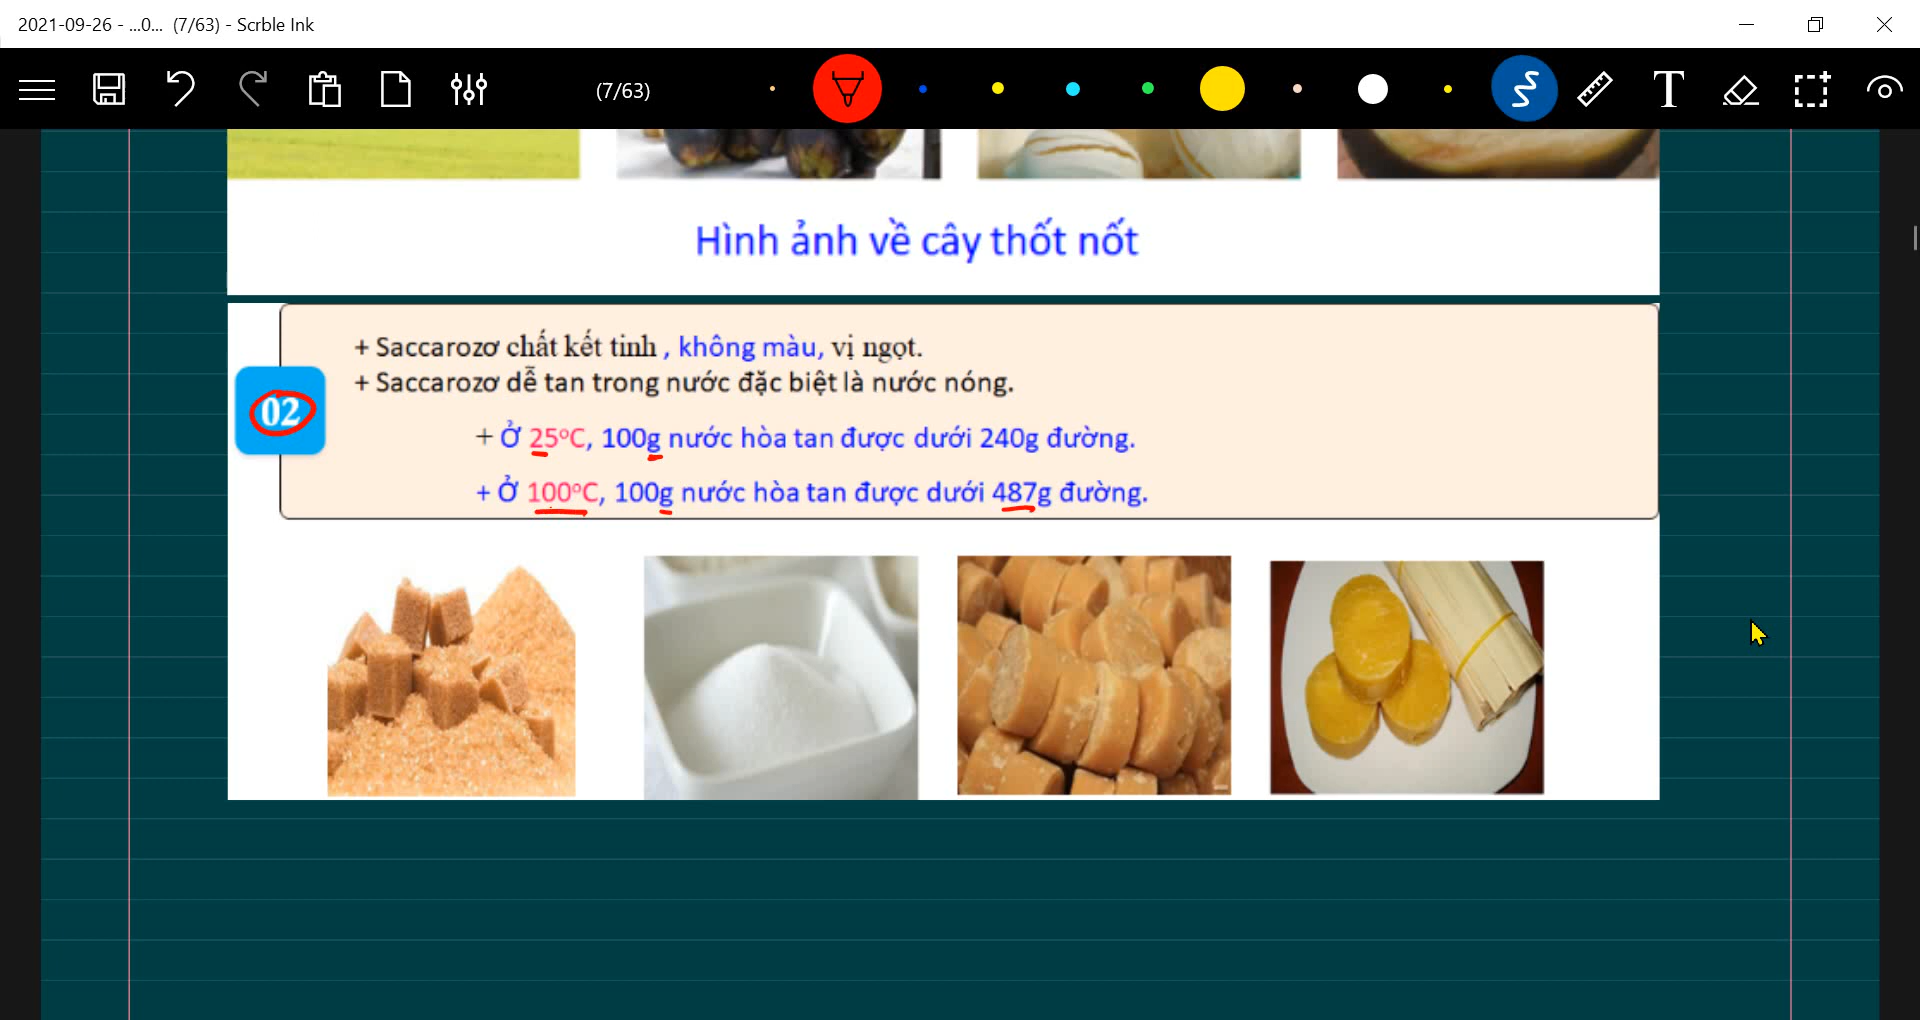 2021-09-26 - ...0... (7/63) - Scrble Ink
(7/63)
T
Hình ảnh về cây thốt nốt
02
+ Saccarozơ chất kết tinh , không màu, vị ngọt.
+ Saccarozơ dễ tan trong nước đặc biệt là nước nóng.
+ Ở 25°C, 100g nước hòa tan được dưới 240g đường.
+ Ở 100°C, 100g nước hòa tan được dưới 487g đường.